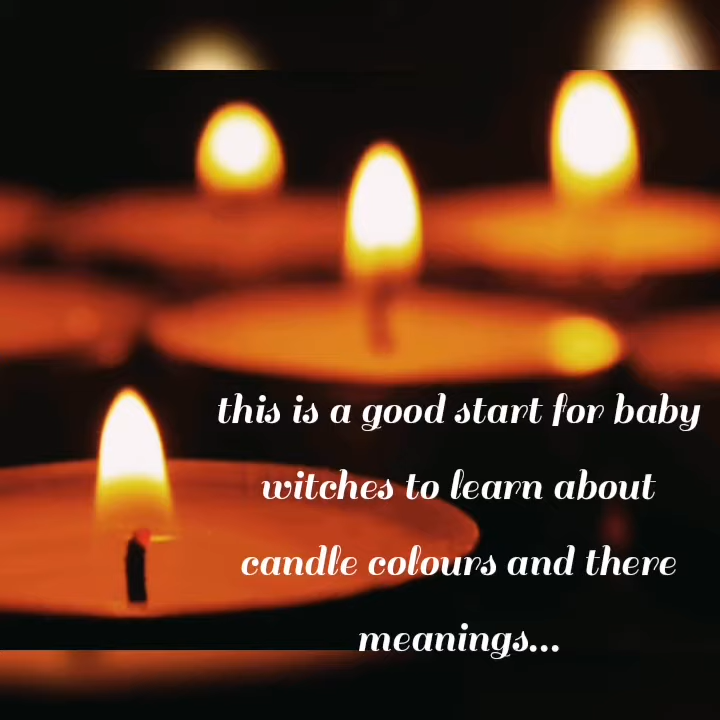 this is a good start for baby
witches to learn about
candle colours and there
meanings...